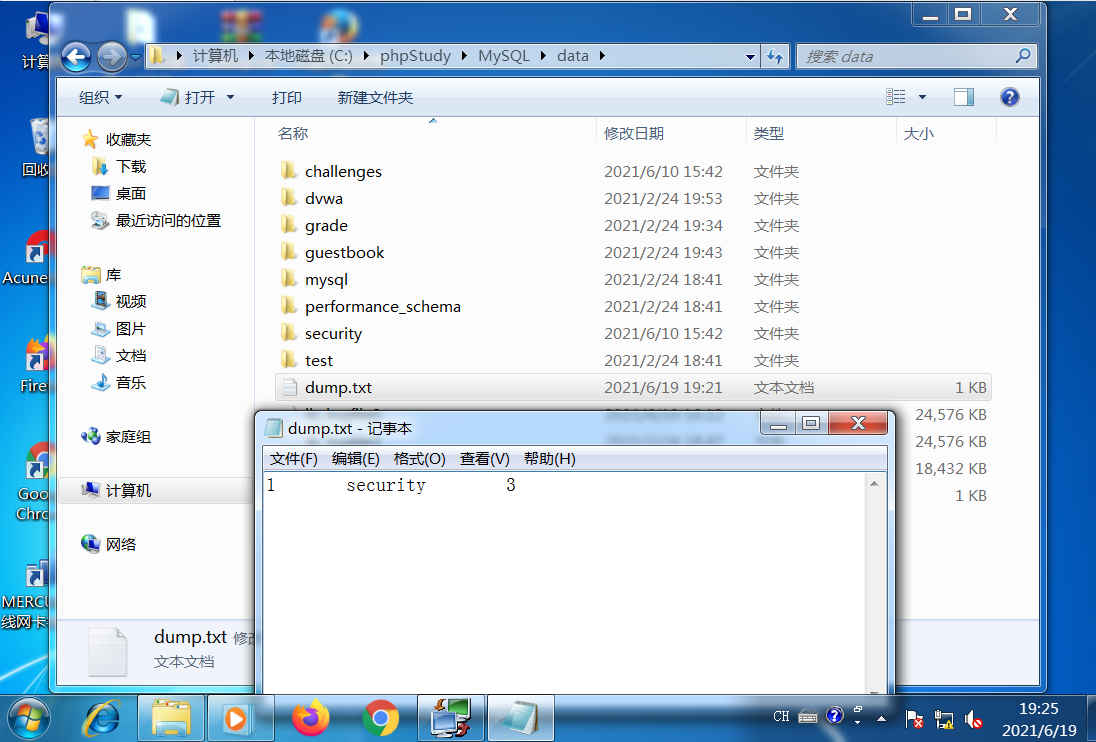 计算机 本地磁盘 (C:) phpStudy MySQL data 搜索 data
组织 打开 打印 新建文件夹
名称 修改日期 类型 大小
收藏夹
下载
桌面
最近访问的位置
库
视频
图片
文档
音乐
家庭组
计算机
网络
challenges 2021/6/10 15:42 文件夹
dvwa 2021/2/24 19:53 文件夹
grade 2021/2/24 19:34 文件夹
guestbook 2021/2/24 19:43 文件夹
mysql 2021/2/24 18:41 文件夹
performance_schema 2021/2/24 18:41 文件夹
security 2021/6/10 15:42 文件夹
test 2021/2/24 18:41 文件夹
dump.txt 2021/6/19 19:21 文本文档 1 KB
24,576 KB
24,576 KB
18,432 KB
1 KB
dump.txt - 记事本
文件(F) 编辑(E) 格式(O) 查看(V) 帮助(H)
1 security 3
dump.txt
文本文档
计算
回收
Acune
Fire
Goo
Chro
MERCU
线网卡
CH
19:25
2021/6/19